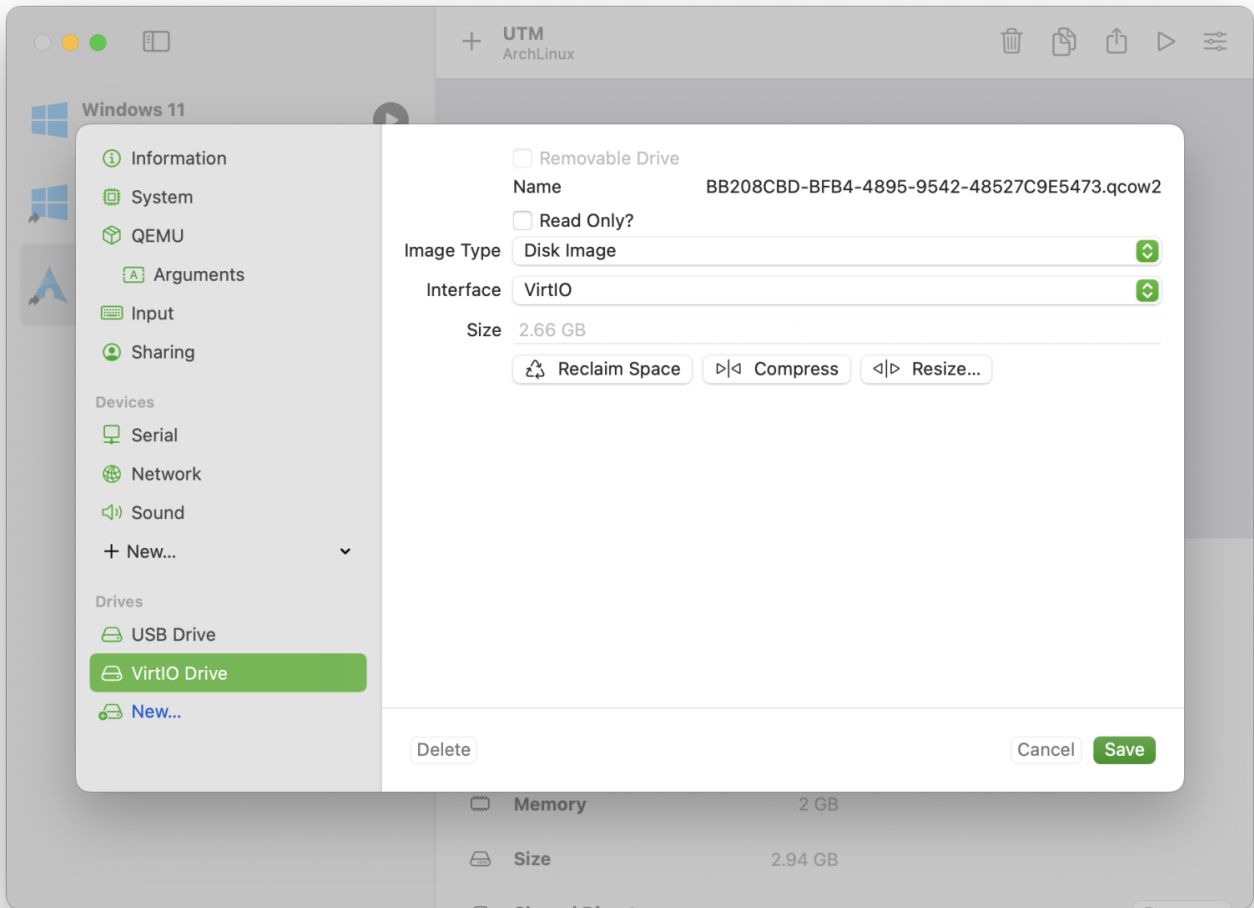 UTM
ArchLinux
Windows 11
Information
System
QEMU
A Arguments
Input
Sharing
Devices
Serial
Network
Sound
+ New...
Drives
USB Drive
VirtIO Drive
New...
Removable Drive
Name BB208CBD-BFB4-4895-9542-48527C9E5473.qcow2
Read Only?
Image Type Disk Image
Interface VirtIO
Size 2.66 GB
Reclaim Space Compress Resize...
Delete Cancel Save
Memory 2 GB
Size 2.94 GB